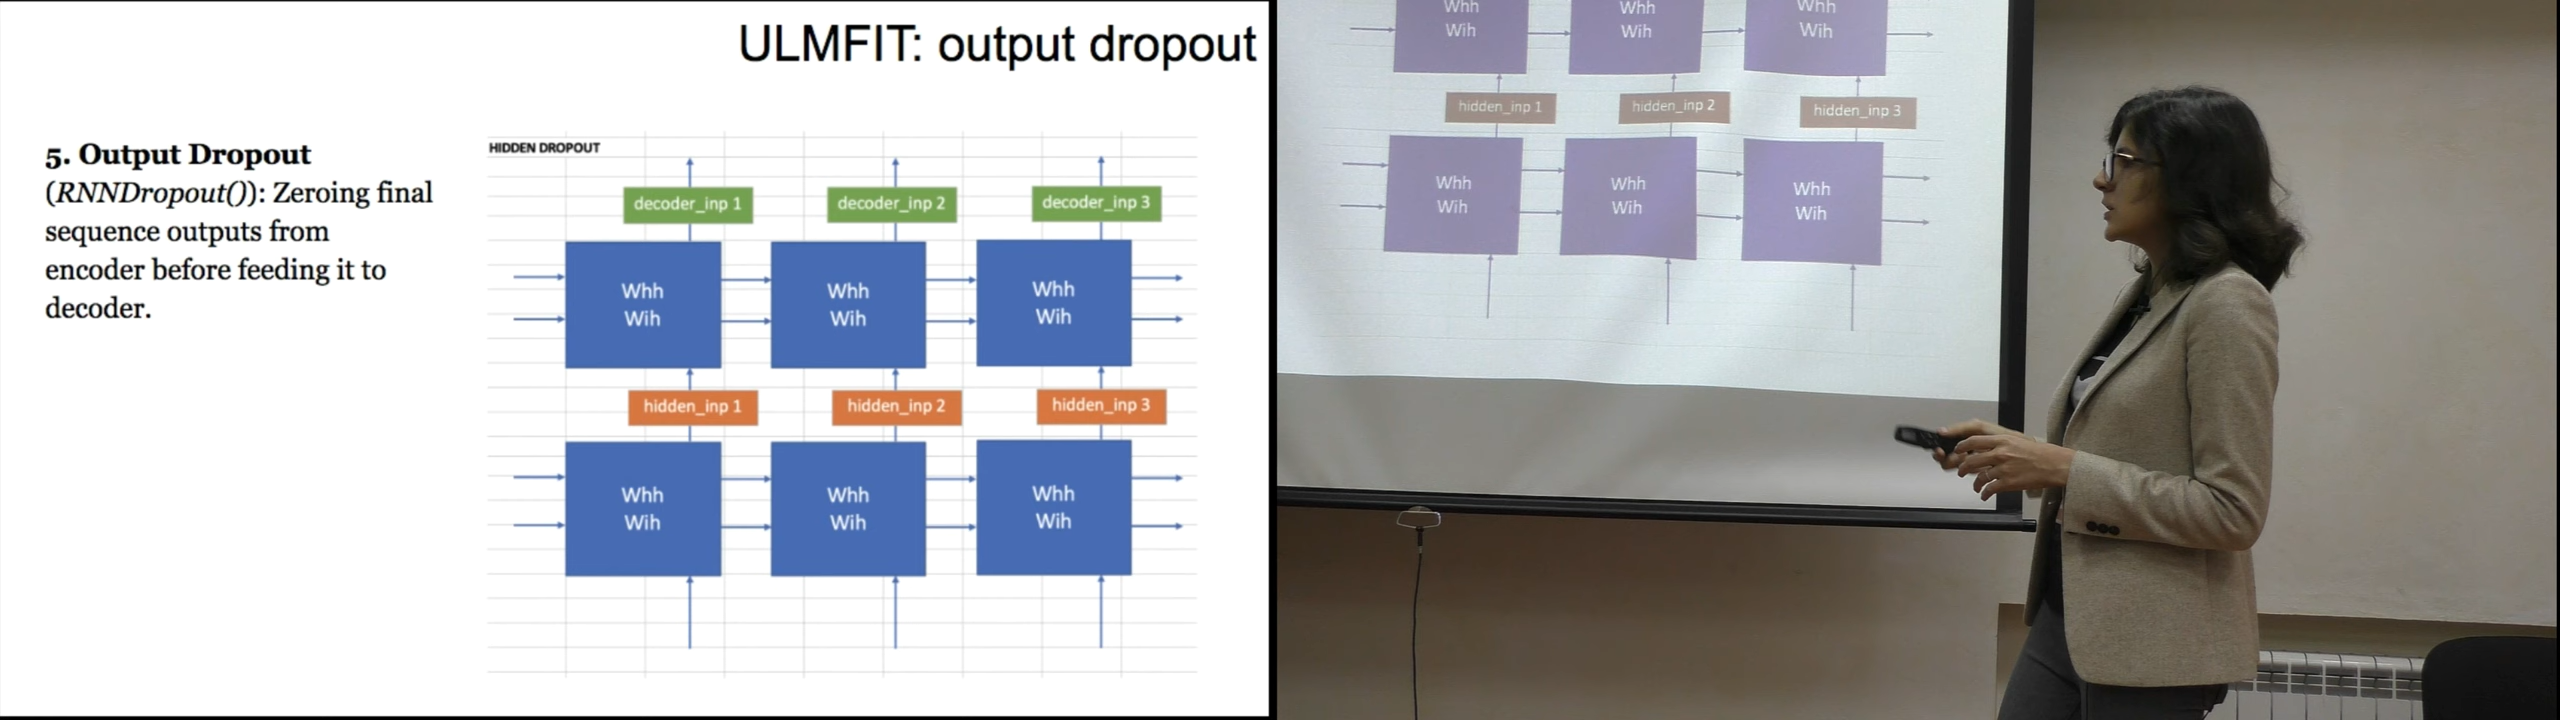 ULMFIT: output dropout
5. Output Dropout
(RNNDropout()): Zeroing final
sequence outputs from
encoder before feeding it to
decoder.
HIDDEN DROPOUT
decoder_inp 1 decoder_inp 2 decoder_inp 3
Whh Whh Whh
Wih Wih Wih
hidden_inp 1 hidden_inp 2 hidden_inp 3
Whh Whh Whh
Wih Wih Wih
Whh Whh Whh
Wih Wih Wih
hidden_inp 1 hidden_inp 2 hidden_inp 3
Whh Whh Whh
Wih Wih Wih